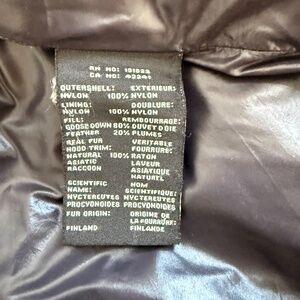 RN NO: 191923
CA NO: 42241
OUTERSHELL: EXTERIEUR:
NYLON 100% NYLON
LINING: DOUBLURE:
NYLON 100% NYLON
FILL: REMBOURRAGE:
GOOSE DOWN 80% DUVET D'OIE
FEATHER 20% PLUMES
REAL FUR VERITABLE
HOOD TRIM: FOURRURE:
NATURAL 100% RATON
ASIATIC LAVEUR
RACCOON ASIATIQUE
NATUREL
SCIENTIFIC NOM
NAME SCIENTIFIQUE:
NYCTEREUTES NYCTEREUTES
PROCYONOIDES PROCYONOIDES
FUR ORIGIN: ORIGINE DE
LA FOURRURE:
FINLAND FINLANDE